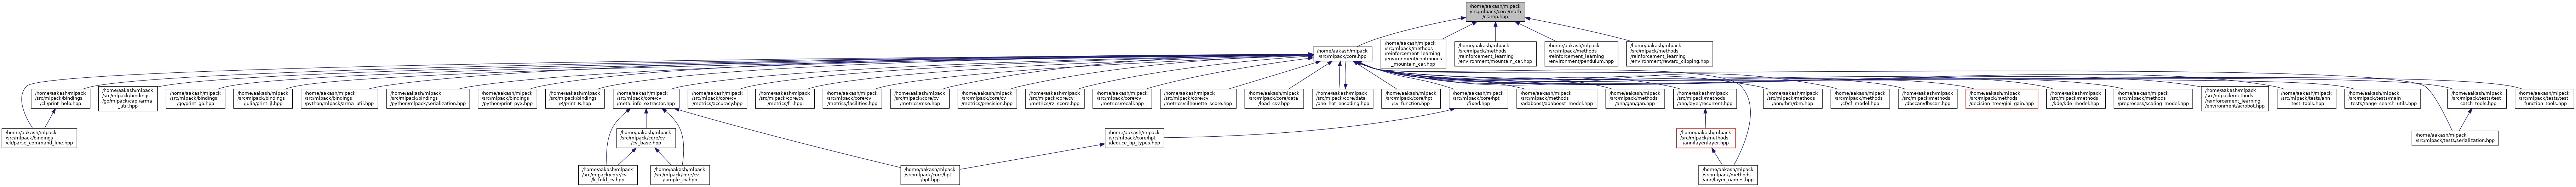 /home/aakash/mlpack
/src/mlpack/core/math
/clamp.hpp
/home/aakash/mlpack
/src/mlpack/core.hpp
/home/aakash/mlpack
/src/mlpack/methods
/reinforcement_learning
/environment/continuous
_mountain_car.hpp
/home/aakash/mlpack
/src/mlpack/methods
/reinforcement_learning
/environment/mountain_car.hpp
/home/aakash/mlpack
/src/mlpack/methods
/reinforcement_learning
/environment/pendulum.hpp
/home/aakash/mlpack
/src/mlpack/methods
/reinforcement_learning
/environment/reward_clipping.hpp
/home/aakash/mlpack
/src/mlpack/bindings
/cli/print_help.hpp
/home/aakash/mlpack
/src/mlpack/bindings
/go/mlpack/capi/arma
_util.hpp
/home/aakash/mlpack
/src/mlpack/bindings
/go/print_go.hpp
/home/aakash/mlpack
/src/mlpack/bindings
/julia/print_jl.hpp
/home/aakash/mlpack
/src/mlpack/bindings
/python/mlpack/arma_util.hpp
/home/aakash/mlpack
/src/mlpack/bindings
/python/mlpack/serialization.hpp
/home/aakash/mlpack
/src/mlpack/bindings
/python/print_pyx.hpp
/home/aakash/mlpack
/src/mlpack/bindings
/R/print_R.hpp
/home/aakash/mlpack
/src/mlpack/core/cv
/meta_info_extractor.hpp
/home/aakash/mlpack
/src/mlpack/core/cv
/metrics/accuracy.hpp
/home/aakash/mlpack
/src/mlpack/core/cv
/metrics/f1.hpp
/home/aakash/mlpack
/src/mlpack/core/cv
/metrics/facilities.hpp
/home/aakash/mlpack
/src/mlpack/core/cv
/metrics/mse.hpp
/home/aakash/mlpack
/src/mlpack/core/cv
/metrics/precision.hpp
/home/aakash/mlpack
/src/mlpack/core/cv
/metrics/r2_score.hpp
/home/aakash/mlpack
/src/mlpack/core/cv
/metrics/recall.hpp
/home/aakash/mlpack
/src/mlpack/core/cv
/metrics/silhouette_score.hpp
/home/aakash/mlpack
/src/mlpack/core/data
/load_csv.hpp
/home/aakash/mlpack
/src/mlpack/core/data
/one_hot_encoding.hpp
/home/aakash/mlpack
/src/mlpack/core/hpt
/cv_function.hpp
/home/aakash/mlpack
/src/mlpack/core/hpt
/fixed.hpp
/home/aakash/mlpack
/src/mlpack/methods
/adaboost/adaboost_model.hpp
/home/aakash/mlpack
/src/mlpack/methods
/ann/gan/gan.hpp
/home/aakash/mlpack
/src/mlpack/methods
/ann/layer/recurrent.hpp
/home/aakash/mlpack
/src/mlpack/methods
/ann/rbm/rbm.hpp
/home/aakash/mlpack
/src/mlpack/methods
/cf/cf_model.hpp
/home/aakash/mlpack
/src/mlpack/methods
/dbscan/dbscan.hpp
/home/aakash/mlpack
/src/mlpack/methods
/decision_tree/gini_gain.hpp
/home/aakash/mlpack
/src/mlpack/methods
/kde/kde_model.hpp
/home/aakash/mlpack
/src/mlpack/methods
/preprocess/scaling_model.hpp
/home/aakash/mlpack
/src/mlpack/methods
/reinforcement_learning
/environment/acrobot.hpp
/home/aakash/mlpack
/src/mlpack/tests/ann
_test_tools.hpp
/home/aakash/mlpack
/src/mlpack/tests/main
_tests/range_search_utils.hpp
/home/aakash/mlpack
/src/mlpack/tests/test
_catch_tools.hpp
/home/aakash/mlpack
/src/mlpack/tests/test
_function_tools.hpp
/home/aakash/mlpack
/src/mlpack/bindings
/cli/parse_command_line.hpp
/home/aakash/mlpack
/src/mlpack/core/cv
/cv_base.hpp
/home/aakash/mlpack
/src/mlpack/core/hpt
/deduce_hp_types.hpp
/home/aakash/mlpack
/src/mlpack/methods
/ann/layer/layer.hpp
/home/aakash/mlpack
/src/mlpack/tests/serialization.hpp
/home/aakash/mlpack
/src/mlpack/core/cv
/k_fold_cv.hpp
/home/aakash/mlpack
/src/mlpack/core/cv
/simple_cv.hpp
/home/aakash/mlpack
/src/mlpack/core/hpt
/hpt.hpp
/home/aakash/mlpack
/src/mlpack/methods
/ann/layer_names.hpp